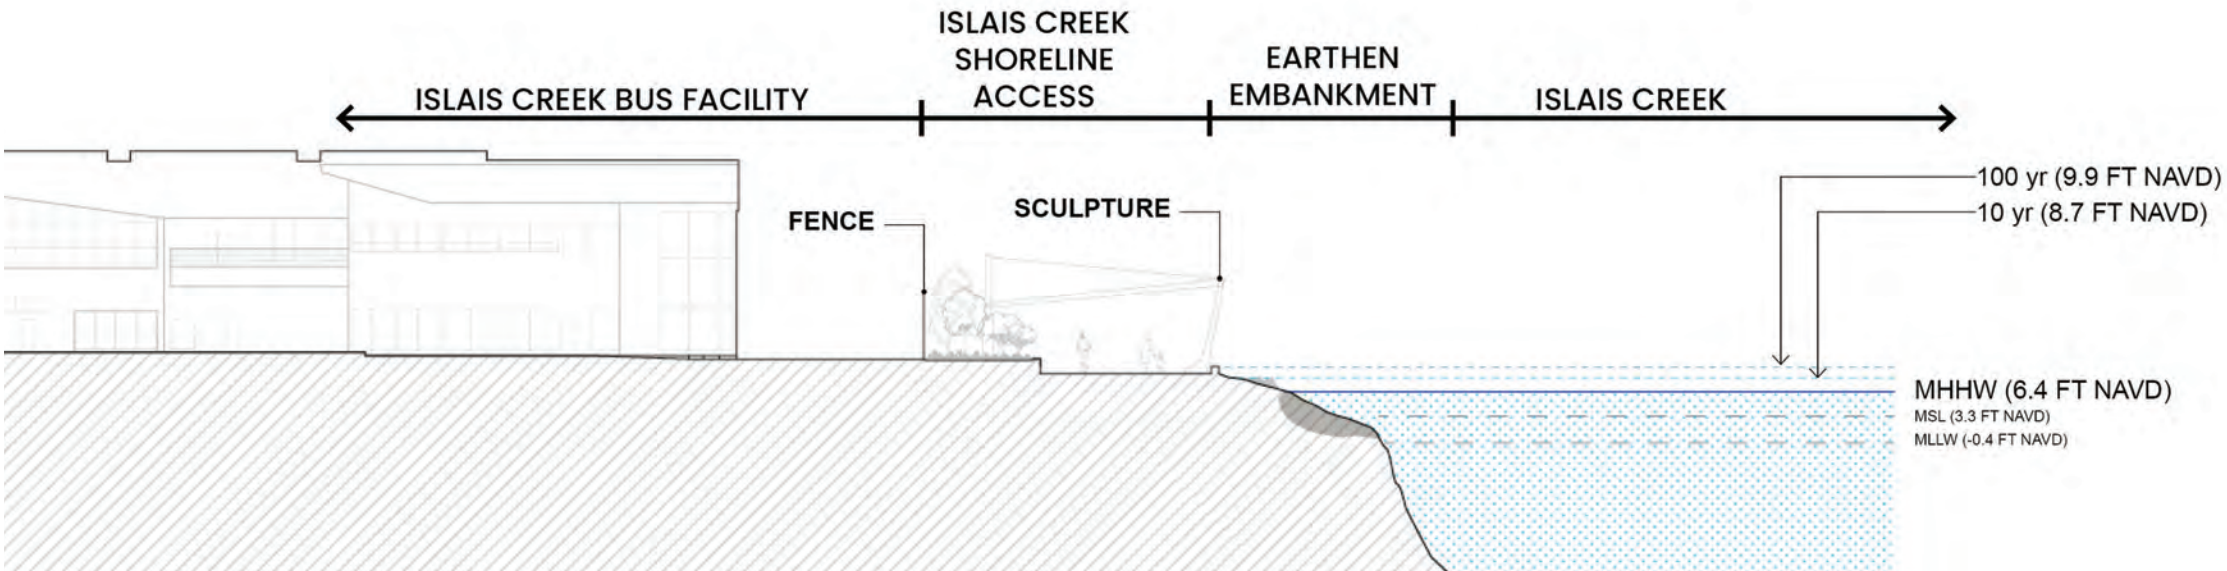 ISLAIS CREEK BUS FACILITY
ISLAIS CREEK
SHORELINE
ACCESS
EARTHEN
EMBANKMENT
ISLAIS CREEK
FENCE
SCULPTURE
100 yr (9.9 FT NAVD)
10 yr (8.7 FT NAVD)
MHHW (6.4 FT NAVD)
MSL (3.3 FT NAVD)
MLLW (-0.4 FT NAVD)